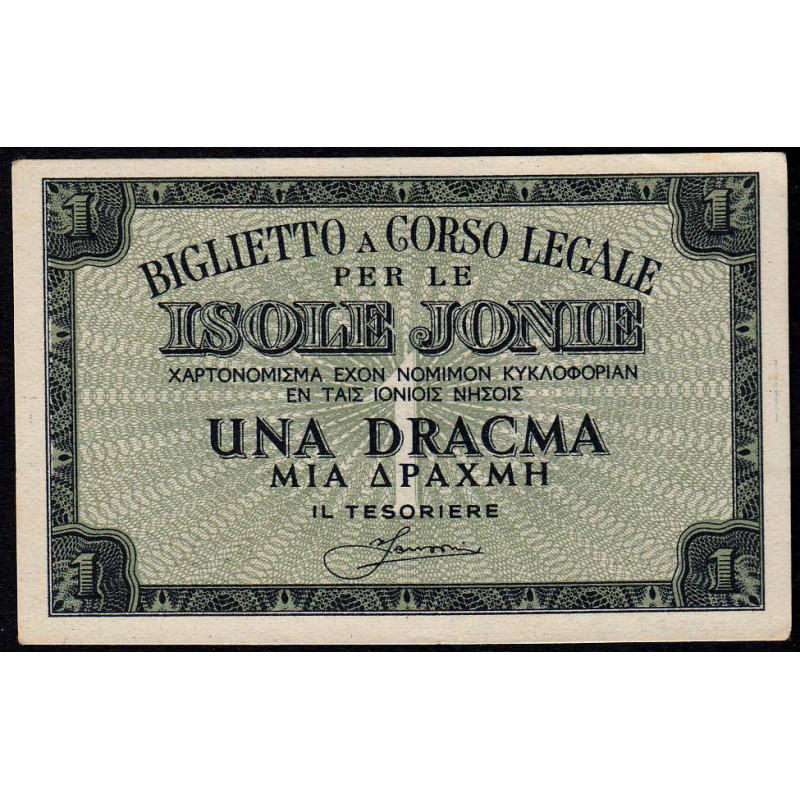 1 1
BIGLIETTO A CORSO LEGALE
PER LE
ISOLE JONIE
ΧΑΡΤΟΝΟΜΙΣΜΑ ΕΧΟΝ ΝΟΜΙΜΟΝ ΚΥΚΛΟΦΟΡΙΑΝ
ΕΝ ΤΑΙΣ ΙΟΝΙΟΙΣ ΝΗΣΟΙΣ
UNA DRACMA
ΜΙΑ ΔΡΑΧΜΗ
IL TESORIERE
1 1